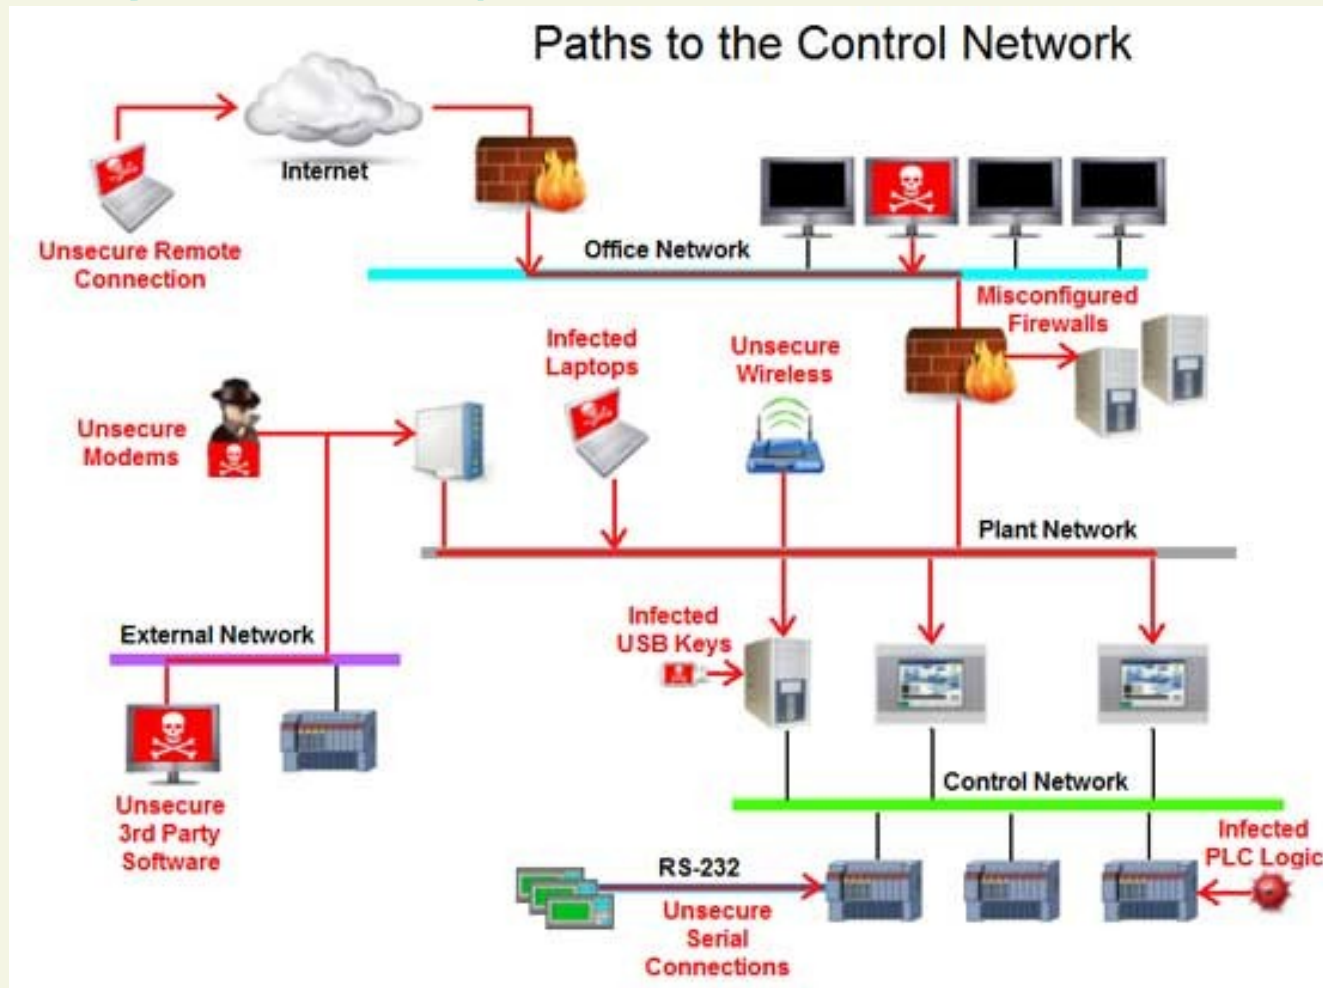 Paths to the Control Network
Internet
Unsecure Remote
Connection
Office Network
Misconfigured
Firewalls
Infected
Laptops
Unsecure
Wireless
Unsecure
Modems
Plant Network
Infected
USB Keys
External Network
Unsecure
3rd Party
Software
Control Network
Infected
PLC Logic
RS-232
Unsecure
Serial
Connections